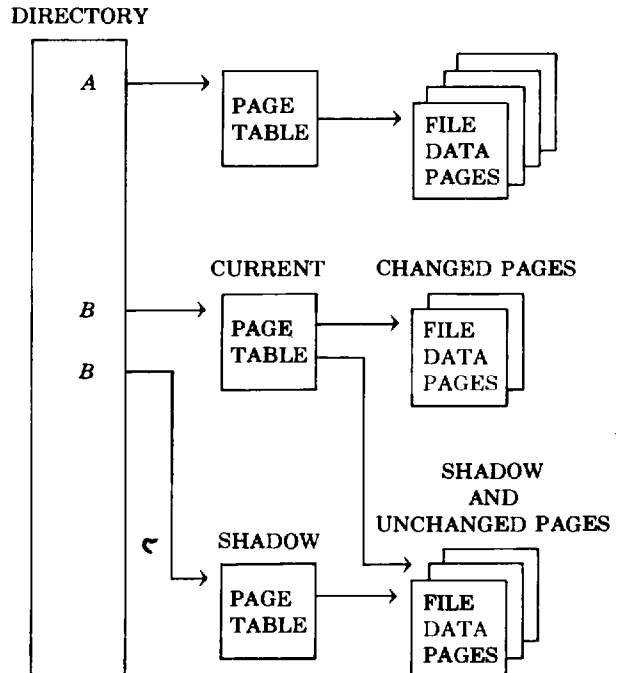 DIRECTORY
A
PAGE
TABLE
FILE
DATA
PAGES
CURRENT
CHANGED PAGES
B
PAGE
TABLE
FILE
DATA
PAGES
B
SHADOW
AND
UNCHANGED PAGES
SHADOW
PAGE
TABLE
FILE
DATA
PAGES